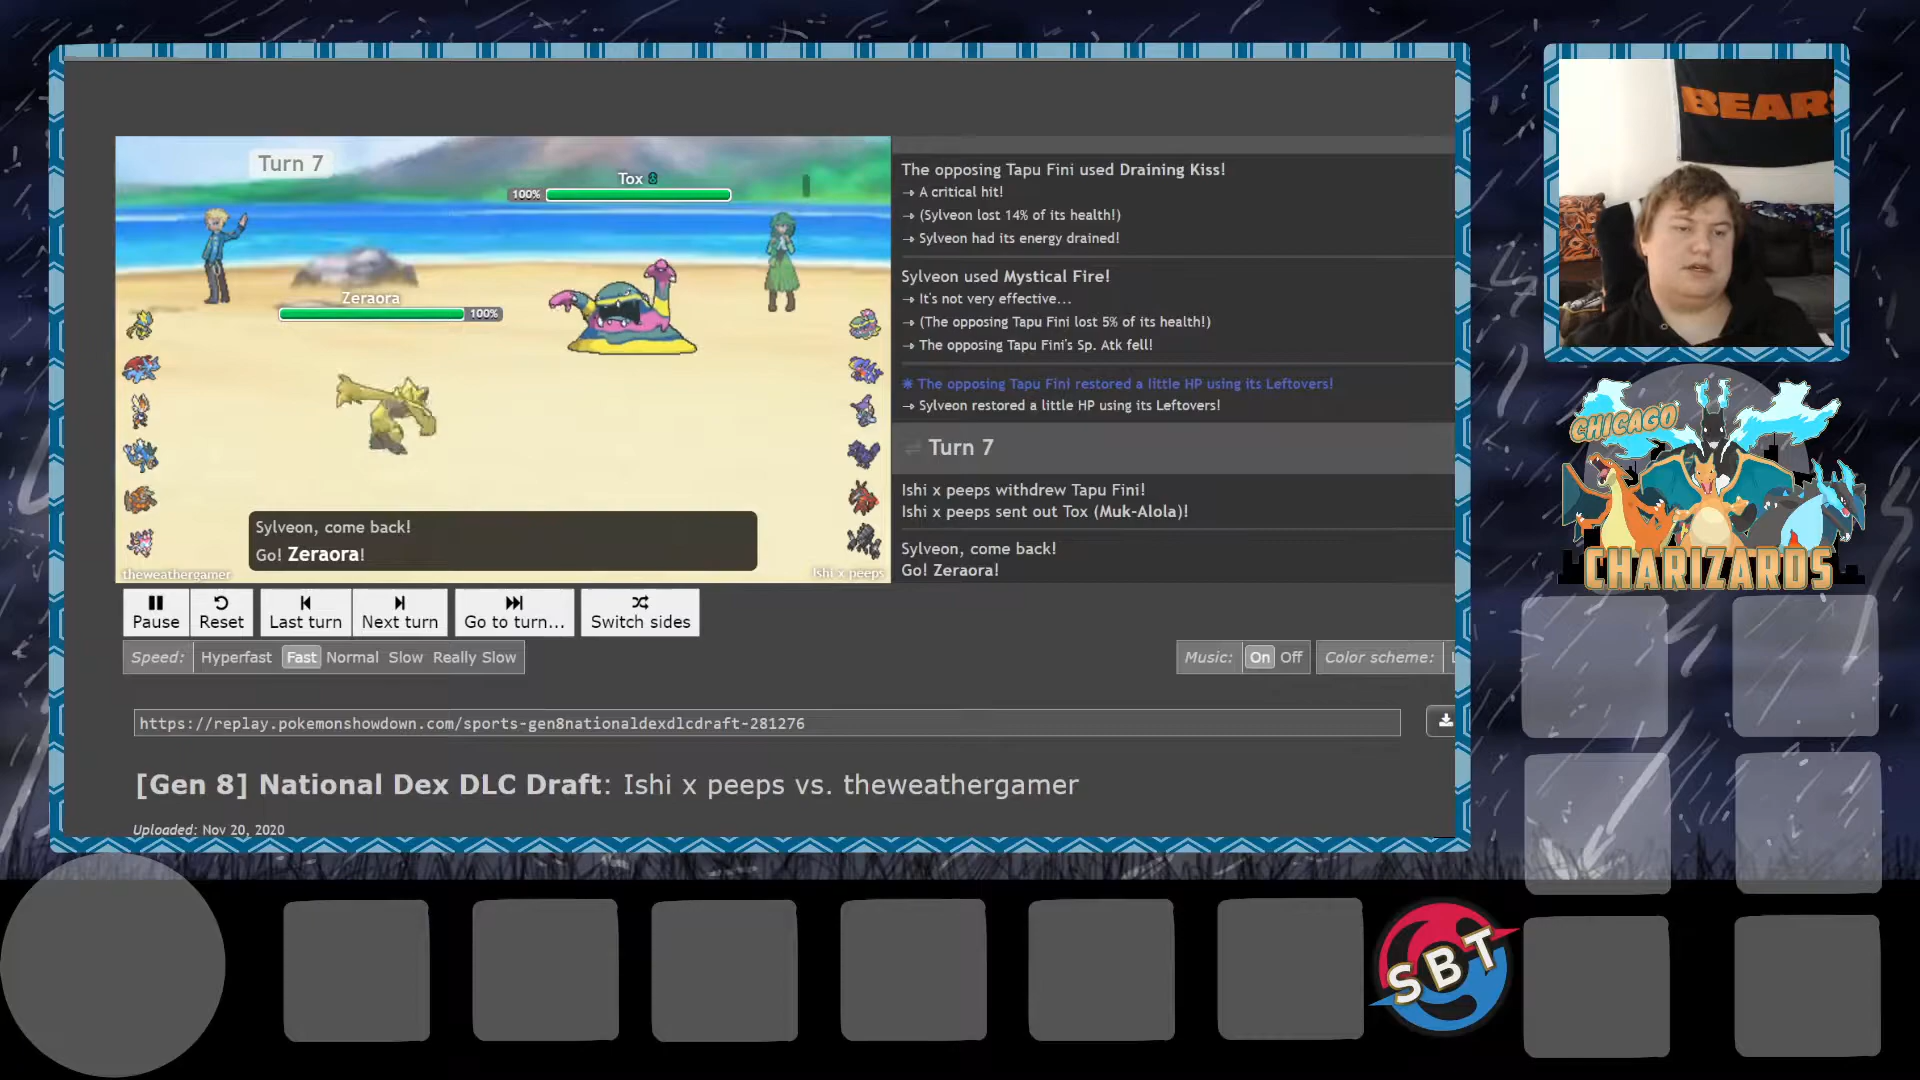 Turn 7
Tox 8
100%
Zeraora
100%
Sylveon, come back!
Go! Zeraora!
theweathergamer
Ishi x peeps
The opposing Tapu Fini used Draining Kiss!
→ A critical hit!
→ (Sylveon lost 14% of its health!)
→ Sylveon had its energy drained!
Sylveon used Mystical Fire!
→ It's not very effective...
→ (The opposing Tapu Fini lost 5% of its health!)
→ The opposing Tapu Fini's Sp. Atk fell!
The opposing Tapu Fini restored a little HP using its Leftovers!
→ Sylveon restored a little HP using its Leftovers!
Turn 7
Ishi x peeps withdrew Tapu Fini!
Ishi x peeps sent out Tox (Muk-Alola)!
Sylveon, come back!
Go! Zeraora!
BEARS
CHICAGO
CHARIZARDS
Pause Reset Last turn Next turn Go to turn... Switch sides
Speed: Hyperfast Fast Normal Slow Really Slow
Music: On Off Color scheme:
https://replay.pokemonshowdown.com/sports-gen8nationaldexdlcdraft-281276
[Gen 8] National Dex DLC Draft: Ishi x peeps vs. theweathergamer
Uploaded: Nov 20, 2020
SBT